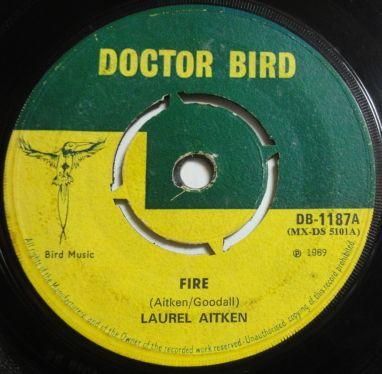 DOCTOR BIRD
DB-1187A
(MX-DS 5101A)
Bird Music
℗ 1969
FIRE
(Aitken/Goodall)
LAUREL AITKEN
All rights of the Manufacturer and of the Owner of the recorded work reserved. Unauthorised copying of this record prohibited.